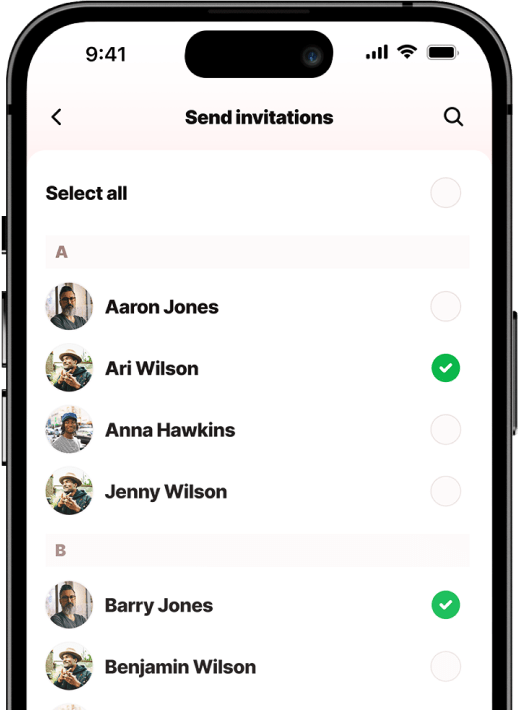 9:41
Send invitations
Select all
A
Aaron Jones
Ari Wilson
Anna Hawkins
Jenny Wilson
B
Barry Jones
Benjamin Wilson